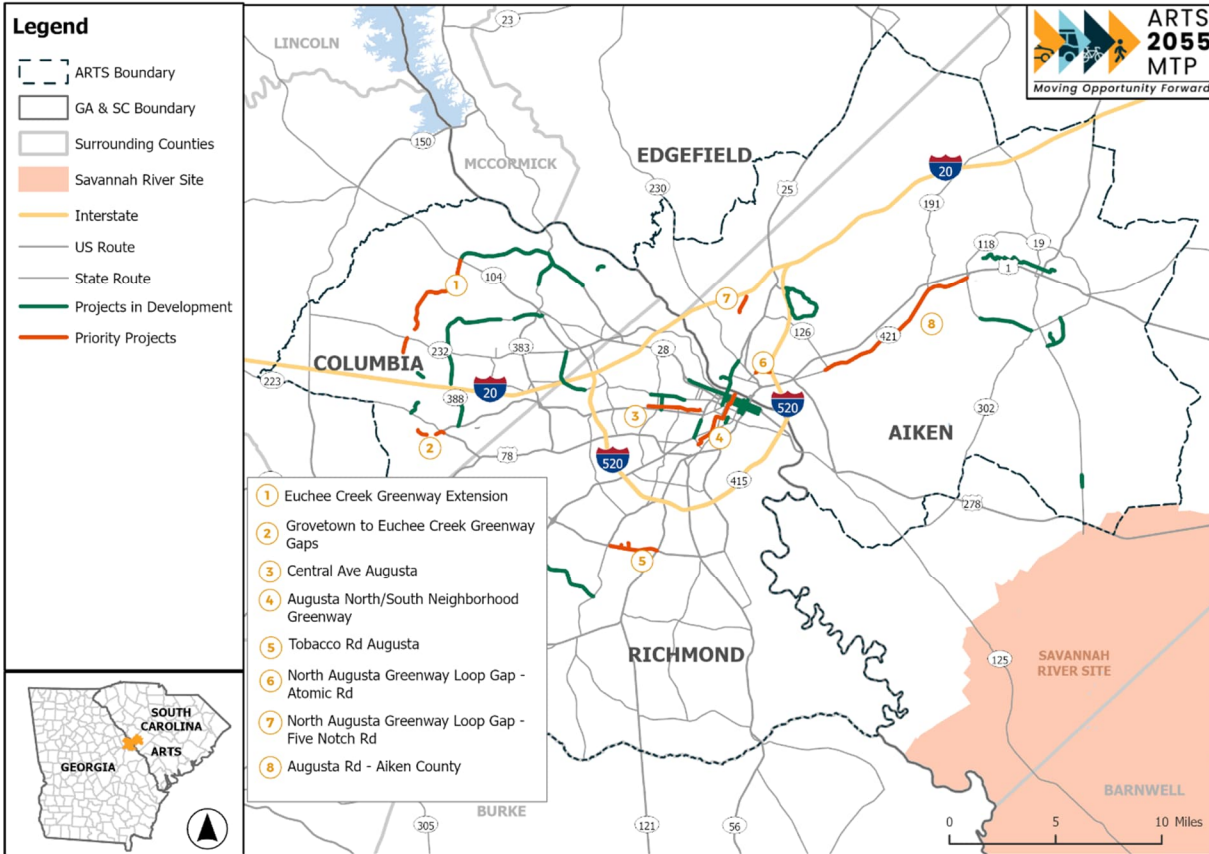 Legend
ARTS Boundary
GA & SC Boundary
Surrounding Counties
Savannah River Site
Interstate
US Route
State Route
Projects in Development
Priority Projects
ARTS
2055
MTP
Moving Opportunity Forward
23
LINCOLN
150
MCCORMICK
EDGEFIELD
230
25
20
191
118
19
1
1
104
7
126
8
421
COLUMBIA
232
383
28
6
223
20
388
3
520
302
2
78
4
AIKEN
520
415
278
5
RICHMOND
125
SAVANNAH
RIVER SITE
BARNWELL
BURKE
305
121
56
1 Euchee Creek Greenway Extension
2 Grovetown to Euchee Creek Greenway
Gaps
3 Central Ave Augusta
4 Augusta North/South Neighborhood
Greenway
5 Tobacco Rd Augusta
6 North Augusta Greenway Loop Gap -
Atomic Rd
7 North Augusta Greenway Loop Gap -
Five Notch Rd
8 Augusta Rd - Aiken County
SOUTH
CAROLINA
ARTS
GEORGIA
0 5 10 Miles